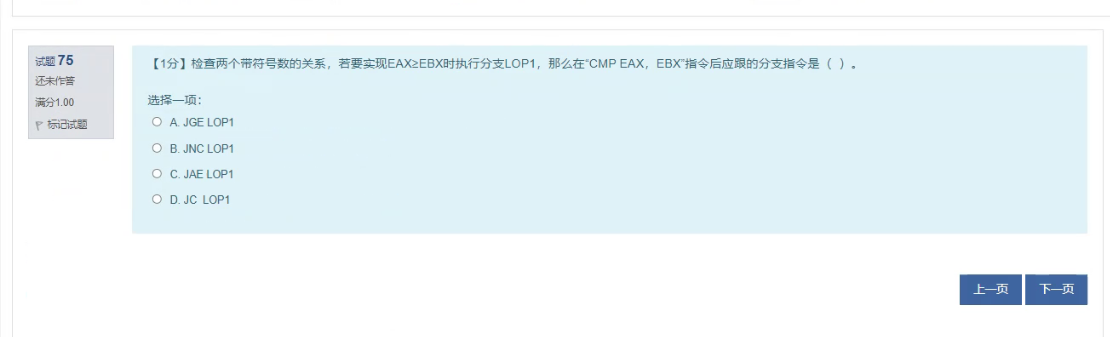 试题 75
还未作答
满分1.00
标记试题
【1分】检查两个带符号数的关系，若要实现EAX≥EBX时执行分支LOP1，那么在“CMP EAX，EBX”指令后应跟的分支指令是（ ）。
选择一项：
A. JGE LOP1
B. JNC LOP1
C. JAE LOP1
D. JC LOP1
上一页 下一页